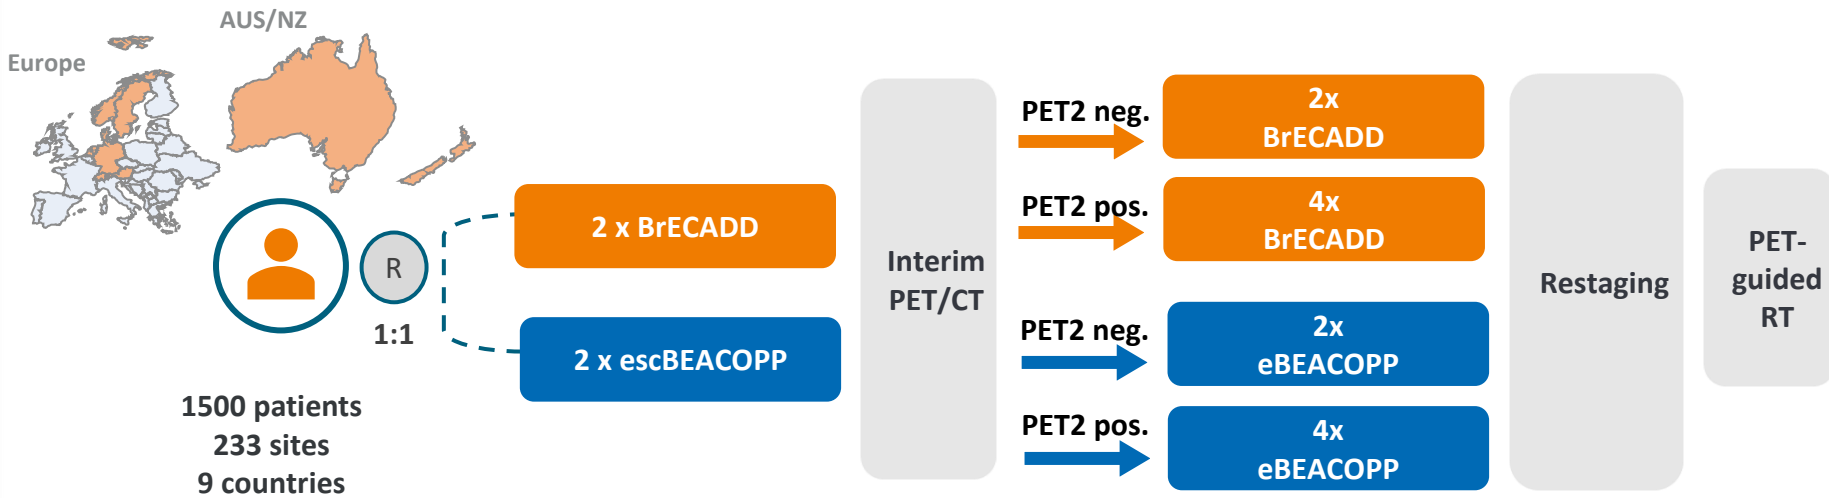 AUS/NZ
Europe
R
1:1
1500 patients
233 sites
9 countries
2 x BrECADD
2 x escBEACOPP
Interim
PET/CT
PET2 neg.
2x
BrECADD
PET2 pos.
4x
BrECADD
PET2 neg.
2x
eBEACOPP
PET2 pos.
4x
eBEACOPP
Restaging
PET-
guided
RT